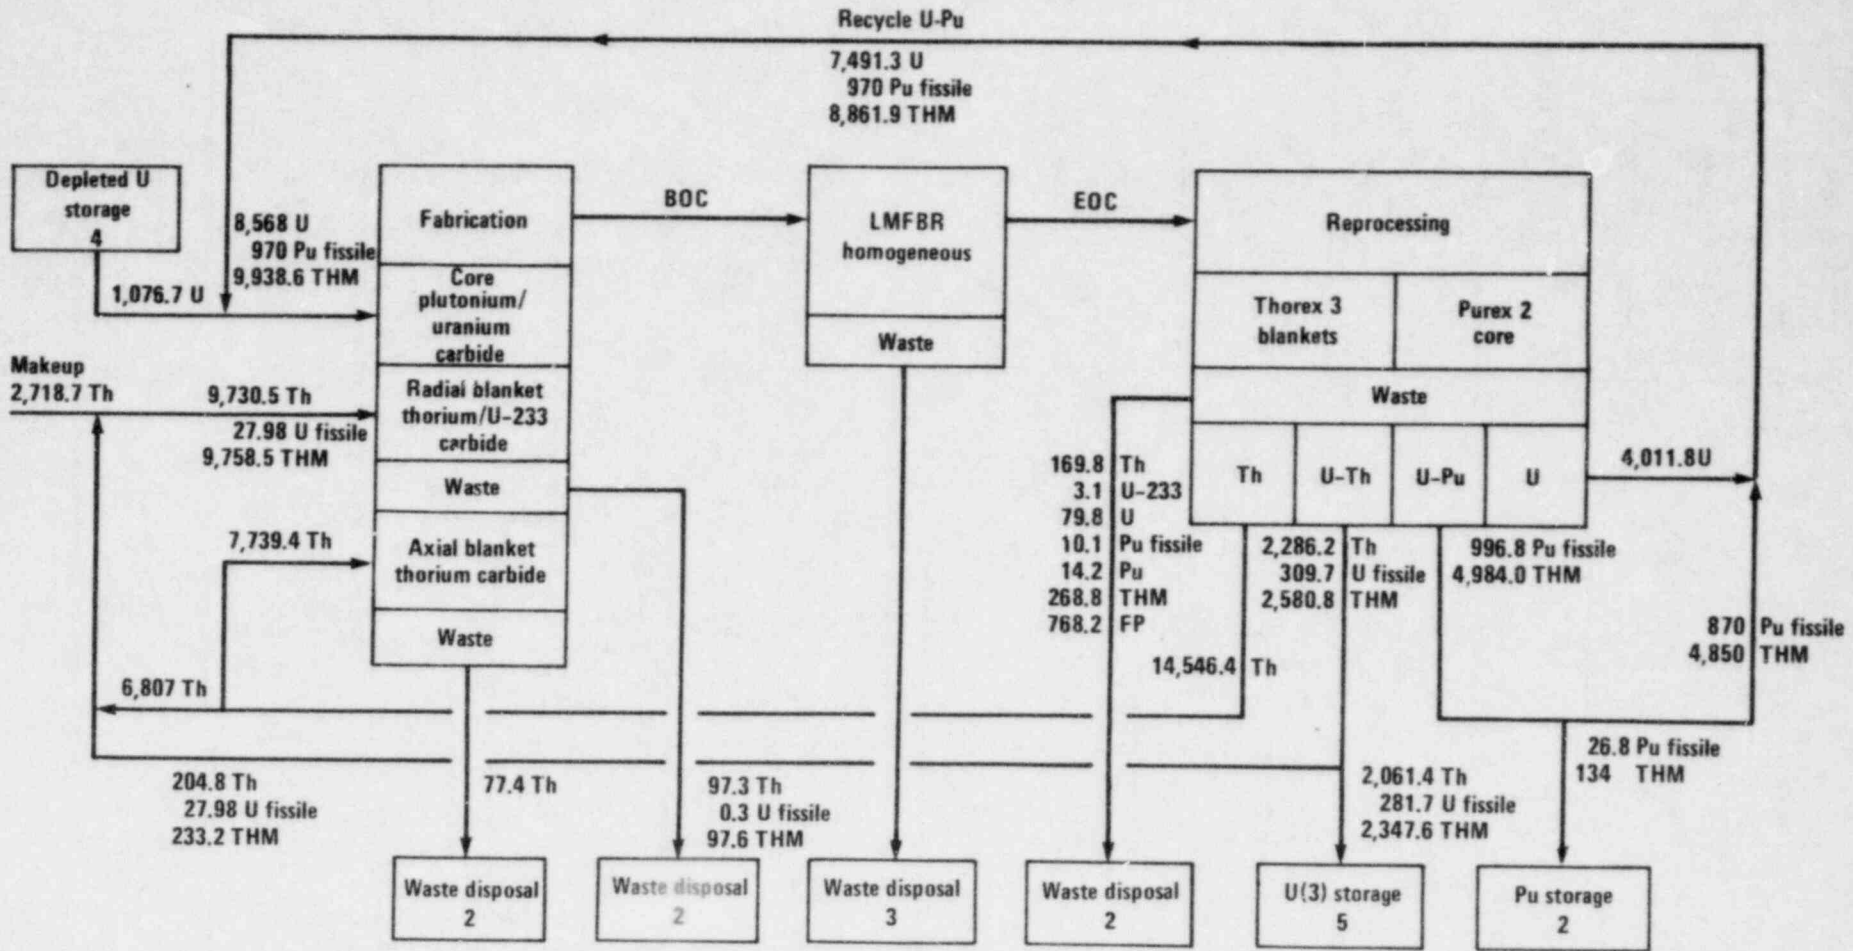 Recycle U-Pu
7,491.3 U
970 Pu fissile
8,861.9 THM
Depleted U
storage
4
1,076.7 U
8,568 U
970 Pu fissile
9,938.6 THM
Makeup
2,718.7 Th
9,730.5 Th
27.98 U fissile
9,758.5 THM
7,739.4 Th
6,807 Th
204.8 Th
27.98 U fissile
233.2 THM
Fabrication
Core
plutonium/
uranium
carbide
Radial blanket
thorium/U-233
carbide
Waste
Axial blanket
thorium carbide
Waste
BOC
LMFBR
homogeneous
Waste
EOC
Reprocessing
Thorex 3
blankets
Purex 2
core
Waste
Th
U-Th
U-Pu
U
4,011.8U
169.8 Th
3.1 U-233
79.8 U
10.1 Pu fissile
14.2 Pu
268.8 THM
768.2 FP
2,286.2 Th
309.7 U fissile
2,580.8 THM
996.8 Pu fissile
4,984.0 THM
14,546.4 Th
870 Pu fissile
4,850 THM
26.8 Pu fissile
134 THM
77.4 Th
97.3 Th
0.3 U fissile
97.6 THM
2,061.4 Th
281.7 U fissile
2,347.6 THM
Waste disposal
2
Waste disposal
2
Waste disposal
3
Waste disposal
2
U(3) storage
5
Pu storage
2